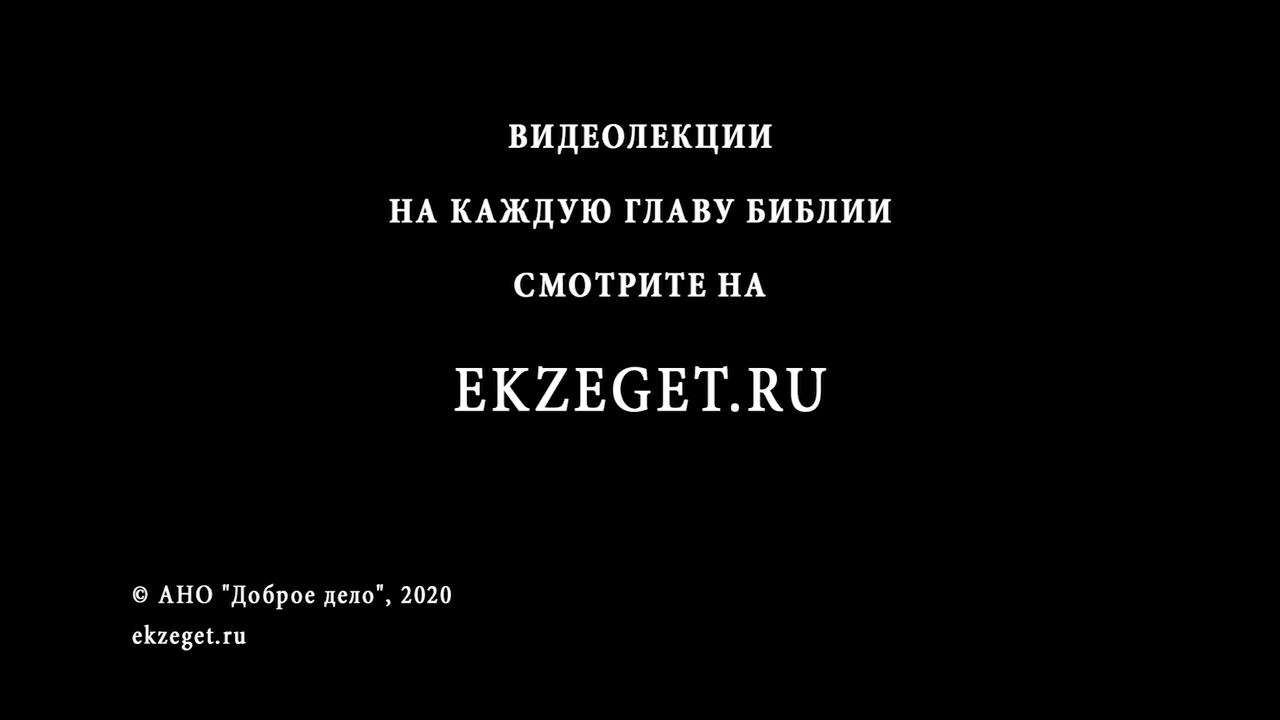 ВИДЕОЛЕКЦИИ
НА КАЖДУЮ ГЛАВУ БИБЛИИ
СМОТРИТЕ НА
EKZEGET.RU
© АНО "Доброе дело", 2020
ekzeget.ru